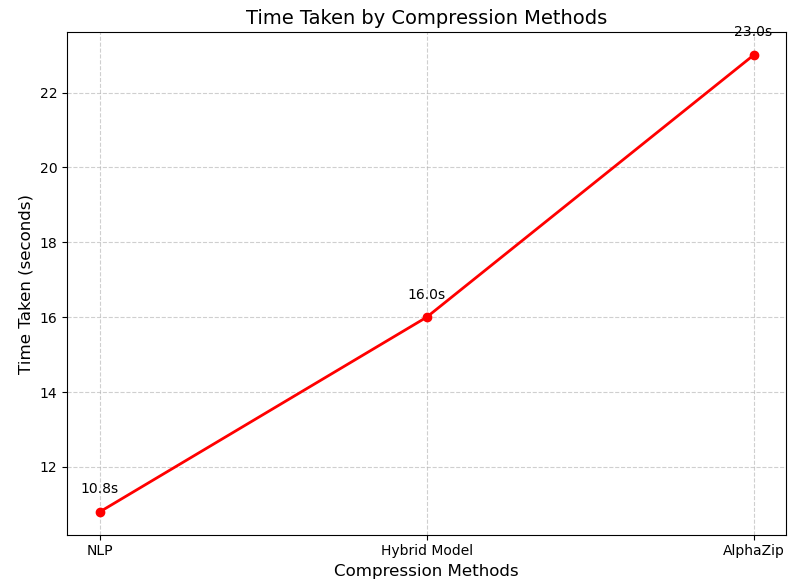 Time Taken by Compression Methods
23.0s
22
20
18
16.0s
16
14
12
10.8s
Time Taken (seconds)
NLP Hybrid Model AlphaZip
Compression Methods